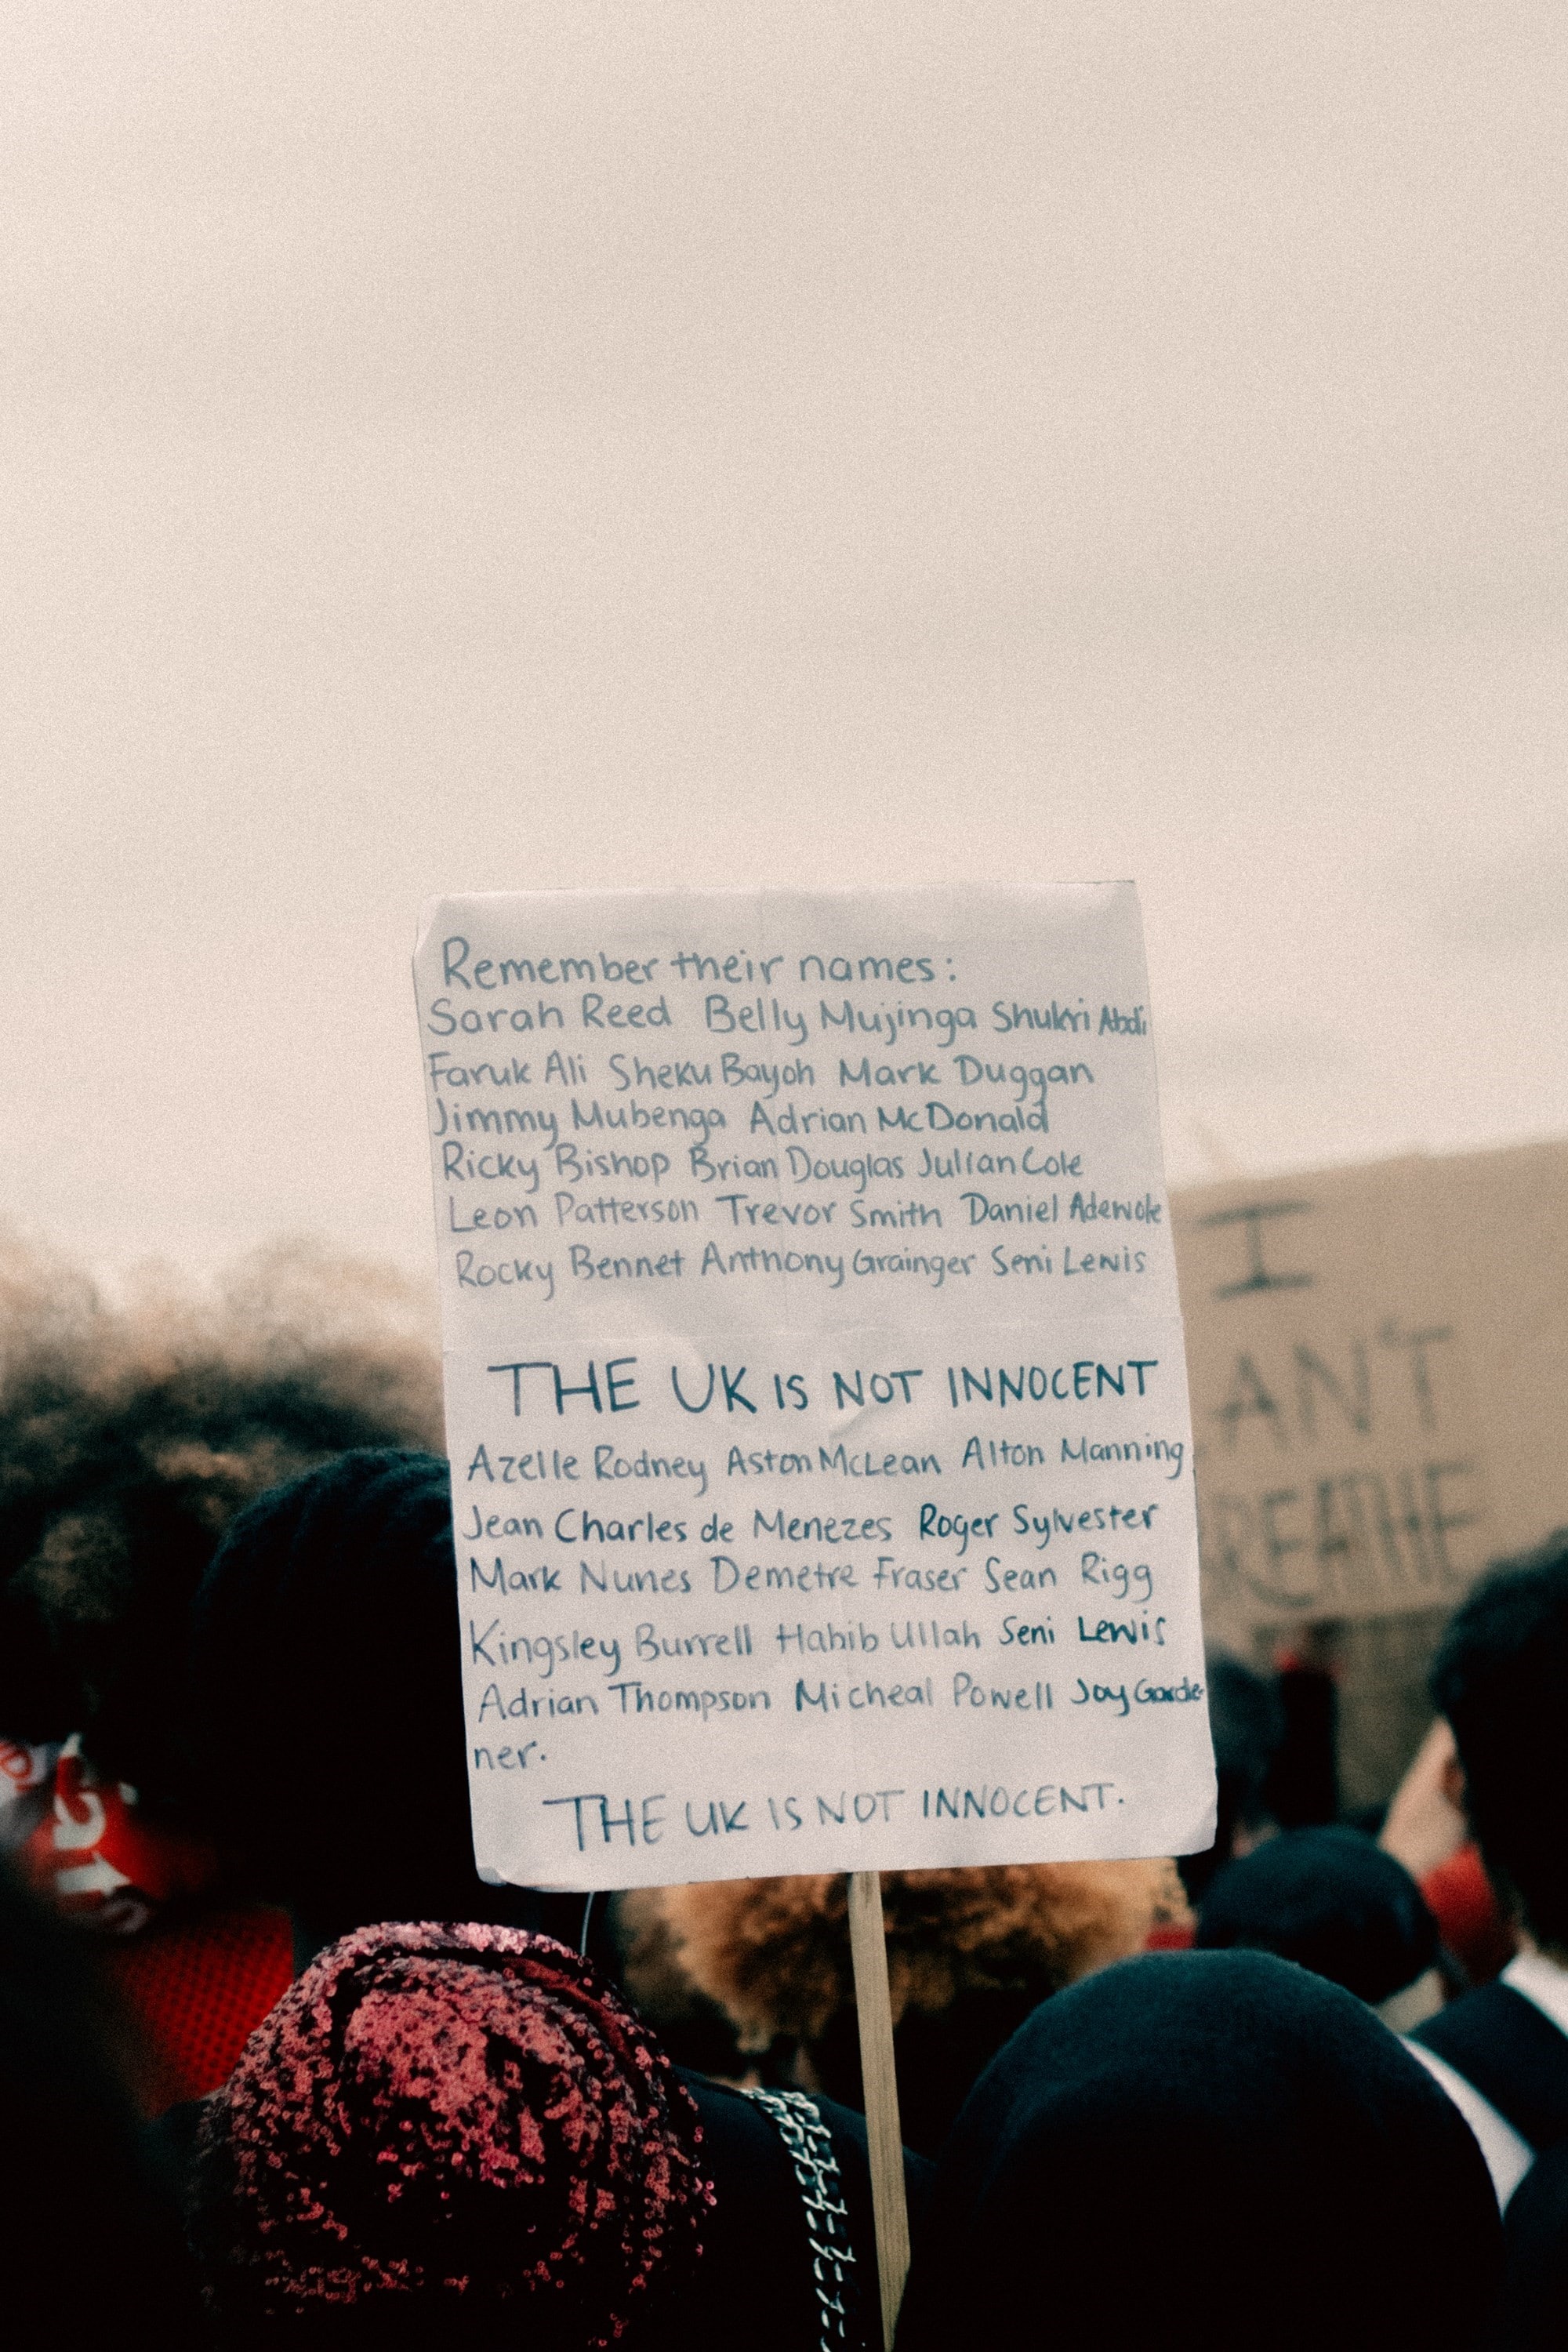 Remember their names:
Sarah Reed Belly Mujinga Shukri Abdi
Faruk Ali Sheku Bayoh Mark Duggan
Jimmy Mubenga Adrian McDonald
Ricky Bishop Brian Douglas Julian Cole
Leon Patterson Trevor Smith Daniel Adewole
Rocky Bennet Anthony Grainger Seni Lewis
THE UK IS NOT INNOCENT
Azelle Rodney Aston McLean Alton Manning
Jean Charles de Menezes Roger Sylvester
Mark Nunes Demetre Fraser Sean Rigg
Kingsley Burrell Habib Ullah Seni Lewis
Adrian Thompson Micheal Powell Joy Garde-
ner.
THE UK IS NOT INNOCENT.
I
ANT
REATHE